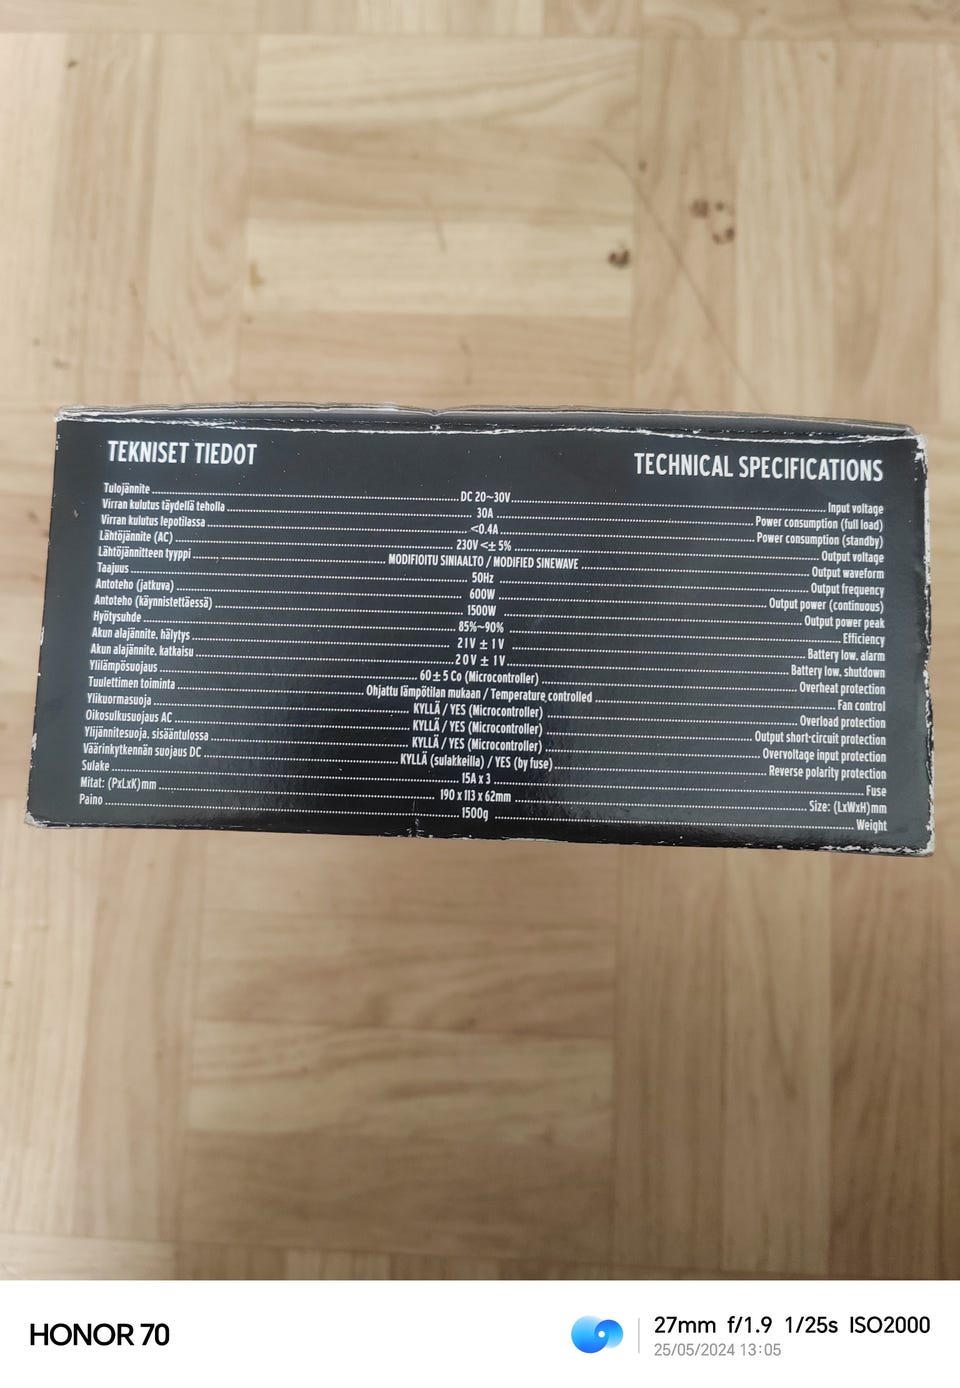 TEKNISET TIEDOT TECHNICAL SPECIFICATIONS
Tulojännite DC 20~30V Input voltage
Virran kulutus täydellä teholla 30A Power consumption (full load)
Virran kulutus lepotilassa <0.4A Power consumption (standby)
Lähtöjännite (AC) 230V <± 5% Output voltage
Lähtöjännitteen tyyppi MODIFIOITU SINIAALTO / MODIFIED SINEWAVE Output waveform
Taajuus 50Hz Output frequency
Antoteho (jatkuva) 600W Output power (continuous)
Antoteho (käynnistettäessä) 1500W Output power peak
Hyötysuhde 85%~90% Efficiency
Akun alajännite, hälytys 21V ± 1V Battery low, alarm
Akun alajännite, katkaisu 20V ± 1V Battery low, shutdown
Ylilämpösuojaus 60 ± 5 Co (Microcontroller) Overheat protection
Tuulettimen toiminta Ohjattu lämpötilan mukaan / Temperature controlled Fan control
Ylikuormasuoja KYLLÄ / YES (Microcontroller) Overload protection
Oikosulkusuojaus AC KYLLÄ / YES (Microcontroller) Output short-circuit protection
Ylijännitesuoja, sisääntulossa KYLLÄ / YES (Microcontroller) Overvoltage input protection
Väärinkytkennän suojaus DC KYLLÄ (sulakkeilla) / YES (by fuse) Reverse polarity protection
Sulake 15A x 3 Fuse
Mitat: (PxLxK)mm 190 x 113 x 62mm Size: (LxWxH)mm
Paino 1500g Weight
HONOR 70 27mm f/1.9 1/25s ISO2000
25/05/2024 13:05